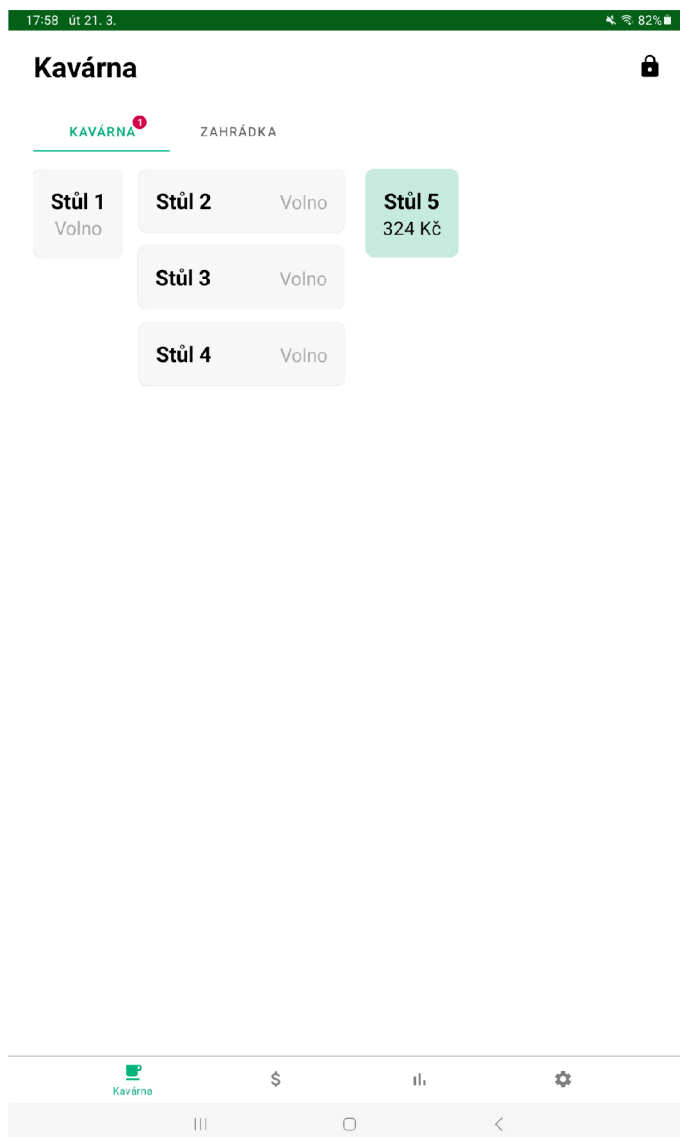 17:58 út 21. 3. 82%
Kavárna
KAVÁRNA 1 ZAHRÁDKA
Stůl 1
Volno
Stůl 2 Volno
Stůl 3 Volno
Stůl 4 Volno
Stůl 5
324 Kč
Kavárna